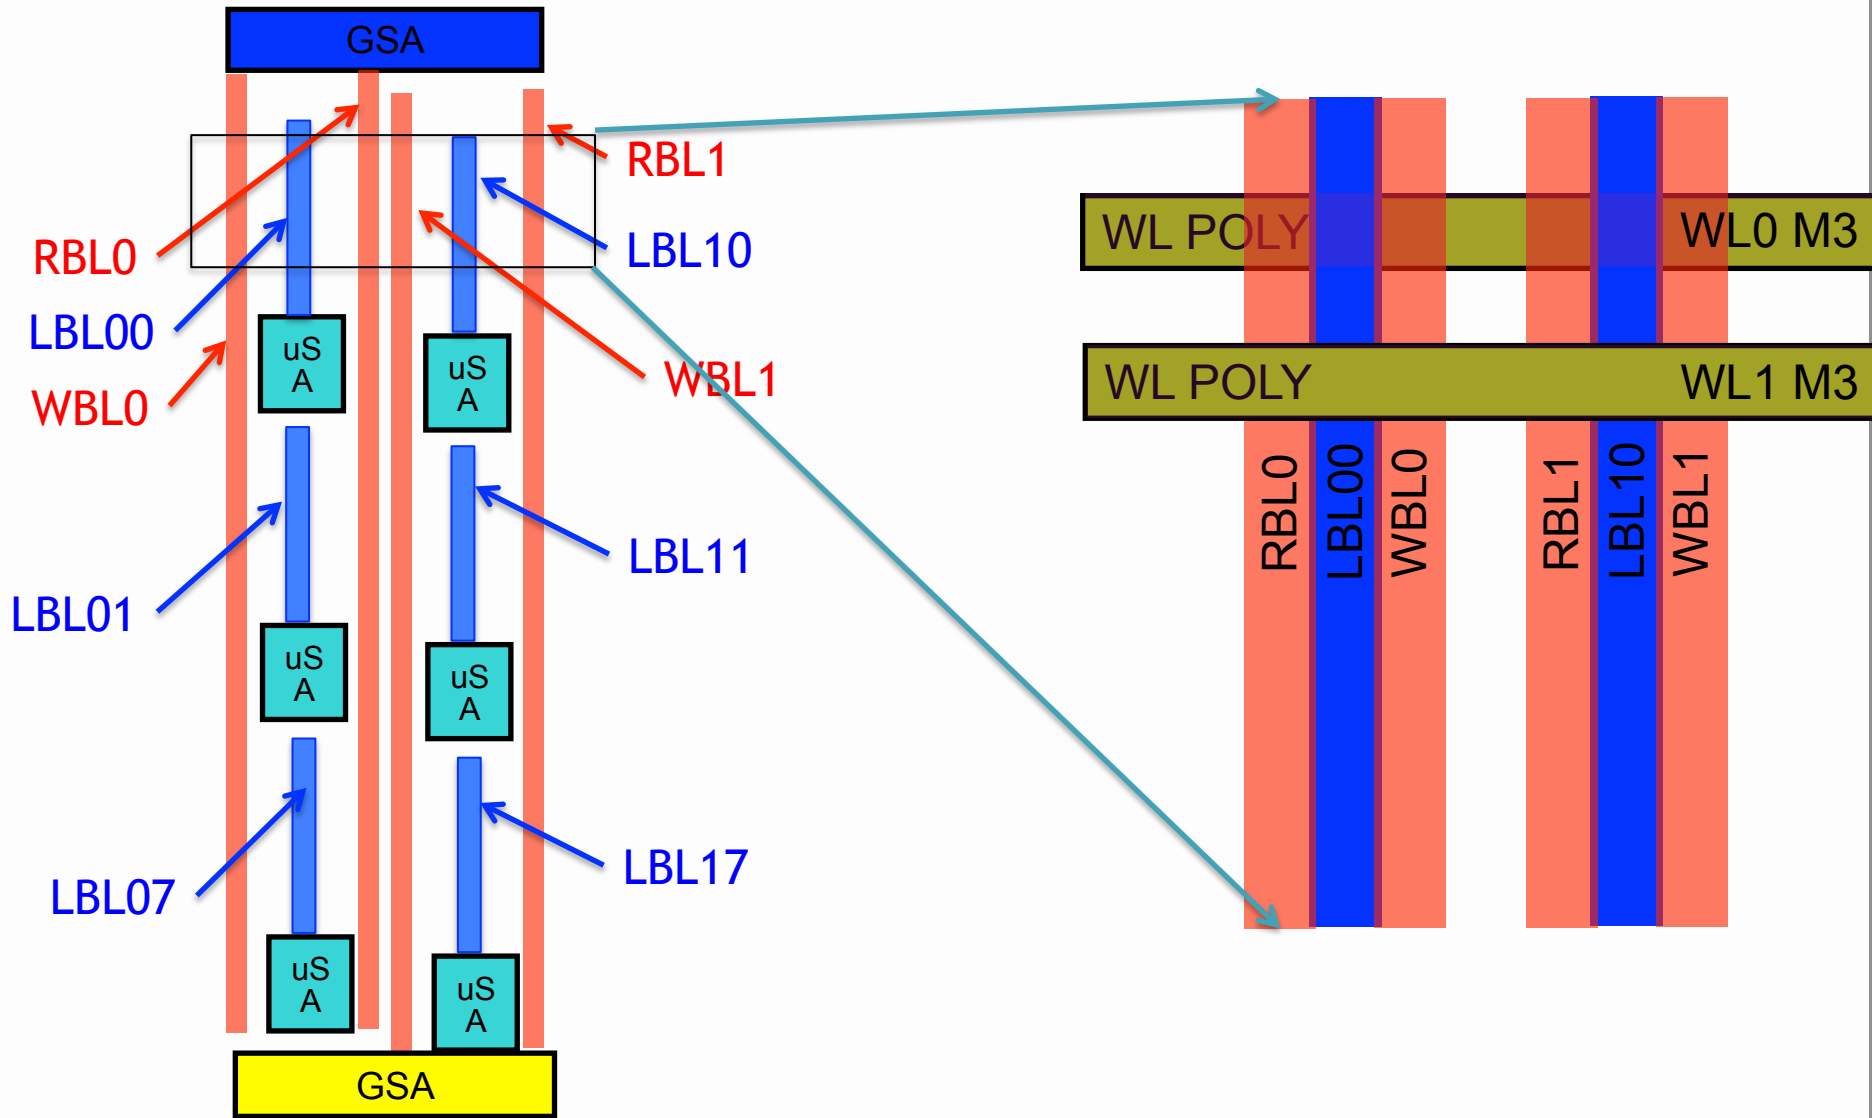 GSA
RBL1
LBL10
RBL0
LBL00
WBL0
uS
A
uS
A
WBL1
LBL01
LBL11
uS
A
uS
A
LBL07
LBL17
uS
A
uS
A
GSA
WL POLY
WL0 M3
WL POLY
WL1 M3
RBL0
LBL00
WBL0
RBL1
LBL10
WBL1